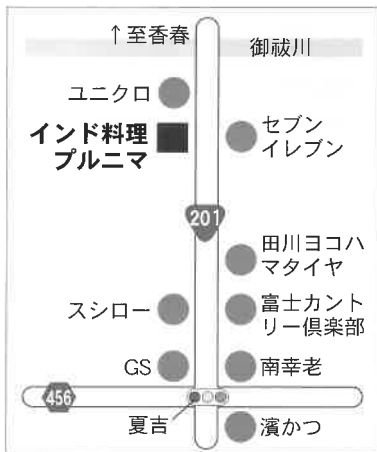 ↑至香春
御祓川
ユニクロ
インド料理
プルニマ
セブン
イレブン
201
田川ヨコハ
マタイヤ
スシロー
富士カント
リー倶楽部
GS
南幸老
456
夏吉
濱かつ